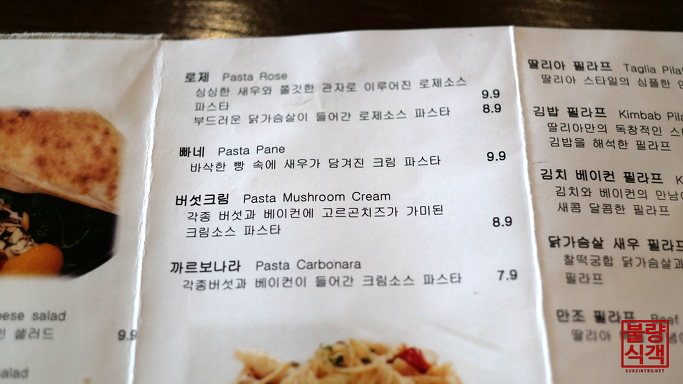 로제 Pasta Rose
싱싱한 새우와 쫄깃한 관자로 이루어진 로제소스
파스타 9.9
부드러운 닭가슴살이 들어간 로제소스 파스타 8.9
빠네 Pasta Pane
바삭한 빵 속에 새우가 담겨진 크림 파스타 9.9
버섯크림 Pasta Mushroom Cream
각종 버섯과 베이컨에 고르곤치즈가 가미된
크림소스 파스타 8.9
까르보나라 Pasta Carbonara
각종버섯과 베이컨이 들어간 크림소스 파스타 7.9
salad
샐러드 9.9
salad
딸리아 필라프 Taglia
딸리아 스타일의 심플한
김밥 필라프 Kimbab
딸리아만의 독창적인
김밥을 해석한 필라프
김치 베이컨 필라프
김치와 베이컨의
새콤 달콤한 필라프
닭가슴살 새우 필라프
찰떡궁합 닭가슴살과
필라프
만조 필라프
딸리아
불량
식객